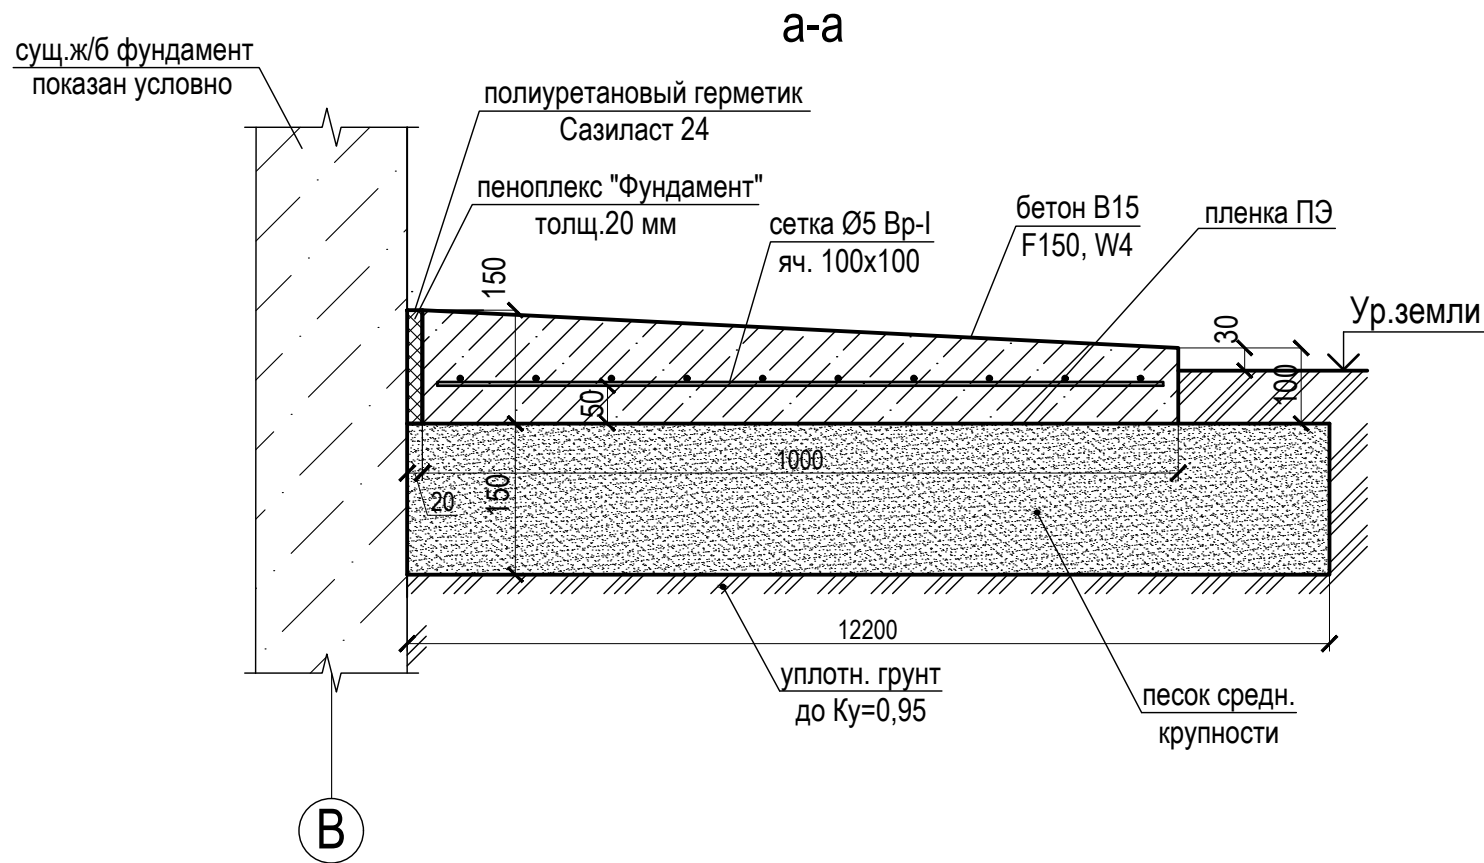 а-а
сущ.ж/б фундамент
показан условно
полиуретановый герметик
Сазиласт 24
пеноплекс "Фундамент"
толщ.20 мм
сетка Ø5 Вр-I
яч. 100х100
бетон В15
F150, W4
пленка ПЭ
Ур.земли
150
30
100
50
1000
20
150
12200
уплотн. грунт
до Ку=0,95
песок средн.
крупности
В